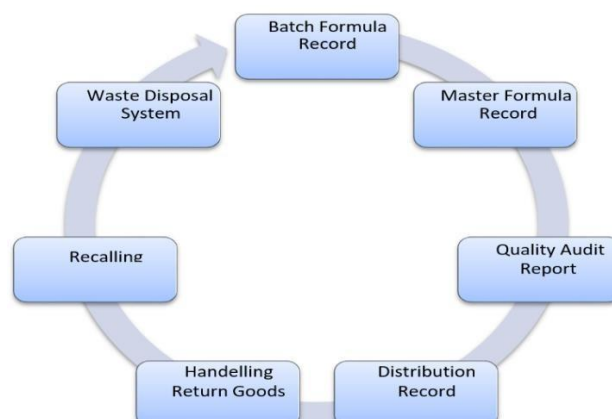 Batch Formula
Record
Master Formula
Record
Quality Audit
Report
Distribution
Record
Handelling
Return Goods
Recalling
Waste Disposal
System